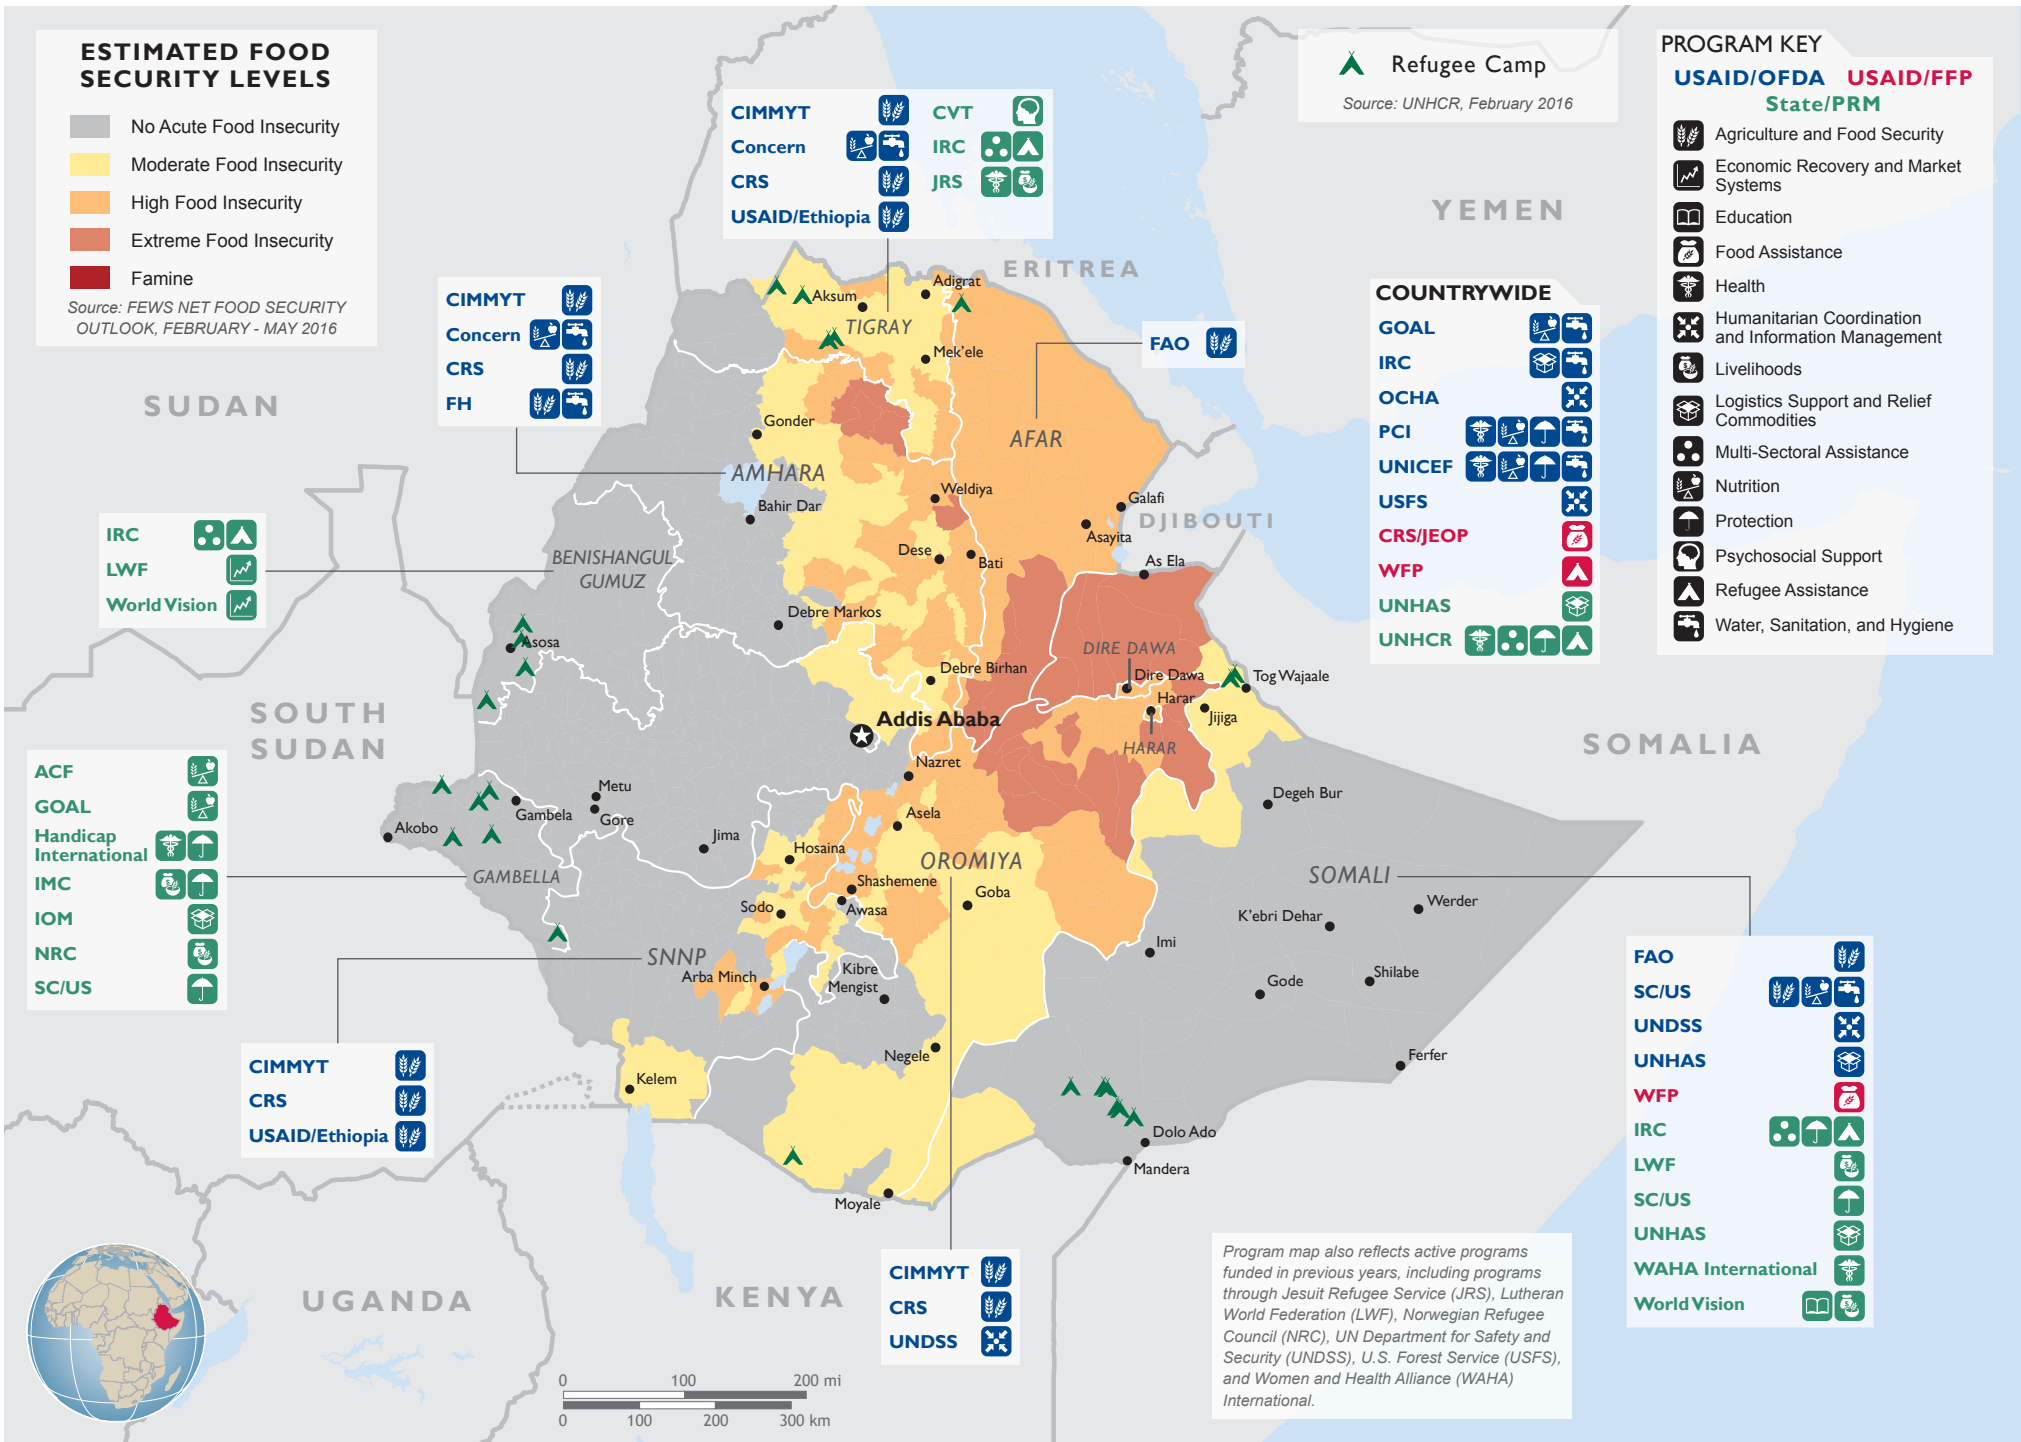 ESTIMATED FOOD
SECURITY LEVELS
No Acute Food Insecurity
Moderate Food Insecurity
High Food Insecurity
Extreme Food Insecurity
Famine
Source: FEWS NET FOOD SECURITY
OUTLOOK, FEBRUARY - MAY 2016
CIMMYT
Concern
CRS
USAID/Ethiopia
CVT
IRC
JRS
Refugee Camp
Source: UNHCR, February 2016
PROGRAM KEY
USAID/OFDA USAID/FFP
State/PRM
Agriculture and Food Security
Economic Recovery and Market
Systems
Education
Food Assistance
Health
Humanitarian Coordination
and Information Management
Livelihoods
Logistics Support and Relief
Commodities
Multi-Sectoral Assistance
Nutrition
Protection
Psychosocial Support
Refugee Assistance
Water, Sanitation, and Hygiene
COUNTRYWIDE
GOAL
IRC
OCHA
PCI
UNICEF
USFS
CRS/JEOP
WFP
UNHAS
UNHCR
CIMMYT
Concern
CRS
FH
FAO
IRC
LWF
World Vision
ACF
GOAL
Handicap
International
IMC
IOM
NRC
SC/US
CIMMYT
CRS
USAID/Ethiopia
CIMMYT
CRS
UNDSS
FAO
SC/US
UNDSS
UNHAS
WFP
IRC
LWF
SC/US
UNHAS
WAHA International
World Vision
YEMEN
ERITREA
SUDAN
DJIBOUTI
SOUTH
SUDAN
SOMALIA
UGANDA
KENYA
Adigrat
Aksum
TIGRAY
Mek'ele
Gonder
AFAR
AMHARA
Weldiya
Galafi
Bahir Dar
Asayita
Dese
Bati
As Ela
BENISHANGUL
GUMUZ
Debre Markos
Asosa
DIRE DAWA
Debre Birhan
Dire Dawa
Tog Wajaale
Harar
Jijiga
Addis Ababa
HARAR
Nazret
Metu
Degeh Bur
Gambela
Gore
Asela
Akobo
Jima
Hosaina
OROMIYA
GAMBELLA
Shashemene
SOMALI
Goba
Sodo
Awasa
Werder
K'ebri Dehar
Imi
SNNP
Kibre
Mengist
Arba Minch
Shilabe
Gode
Negele
Ferfer
Kelem
Dolo Ado
Mandera
Moyale
Program map also reflects active programs
funded in previous years, including programs
through Jesuit Refugee Service (JRS), Lutheran
World Federation (LWF), Norwegian Refugee
Council (NRC), UN Department for Safety and
Security (UNDSS), U.S. Forest Service (USFS),
and Women and Health Alliance (WAHA)
International.
0 100 200 mi
0 100 200 300 km